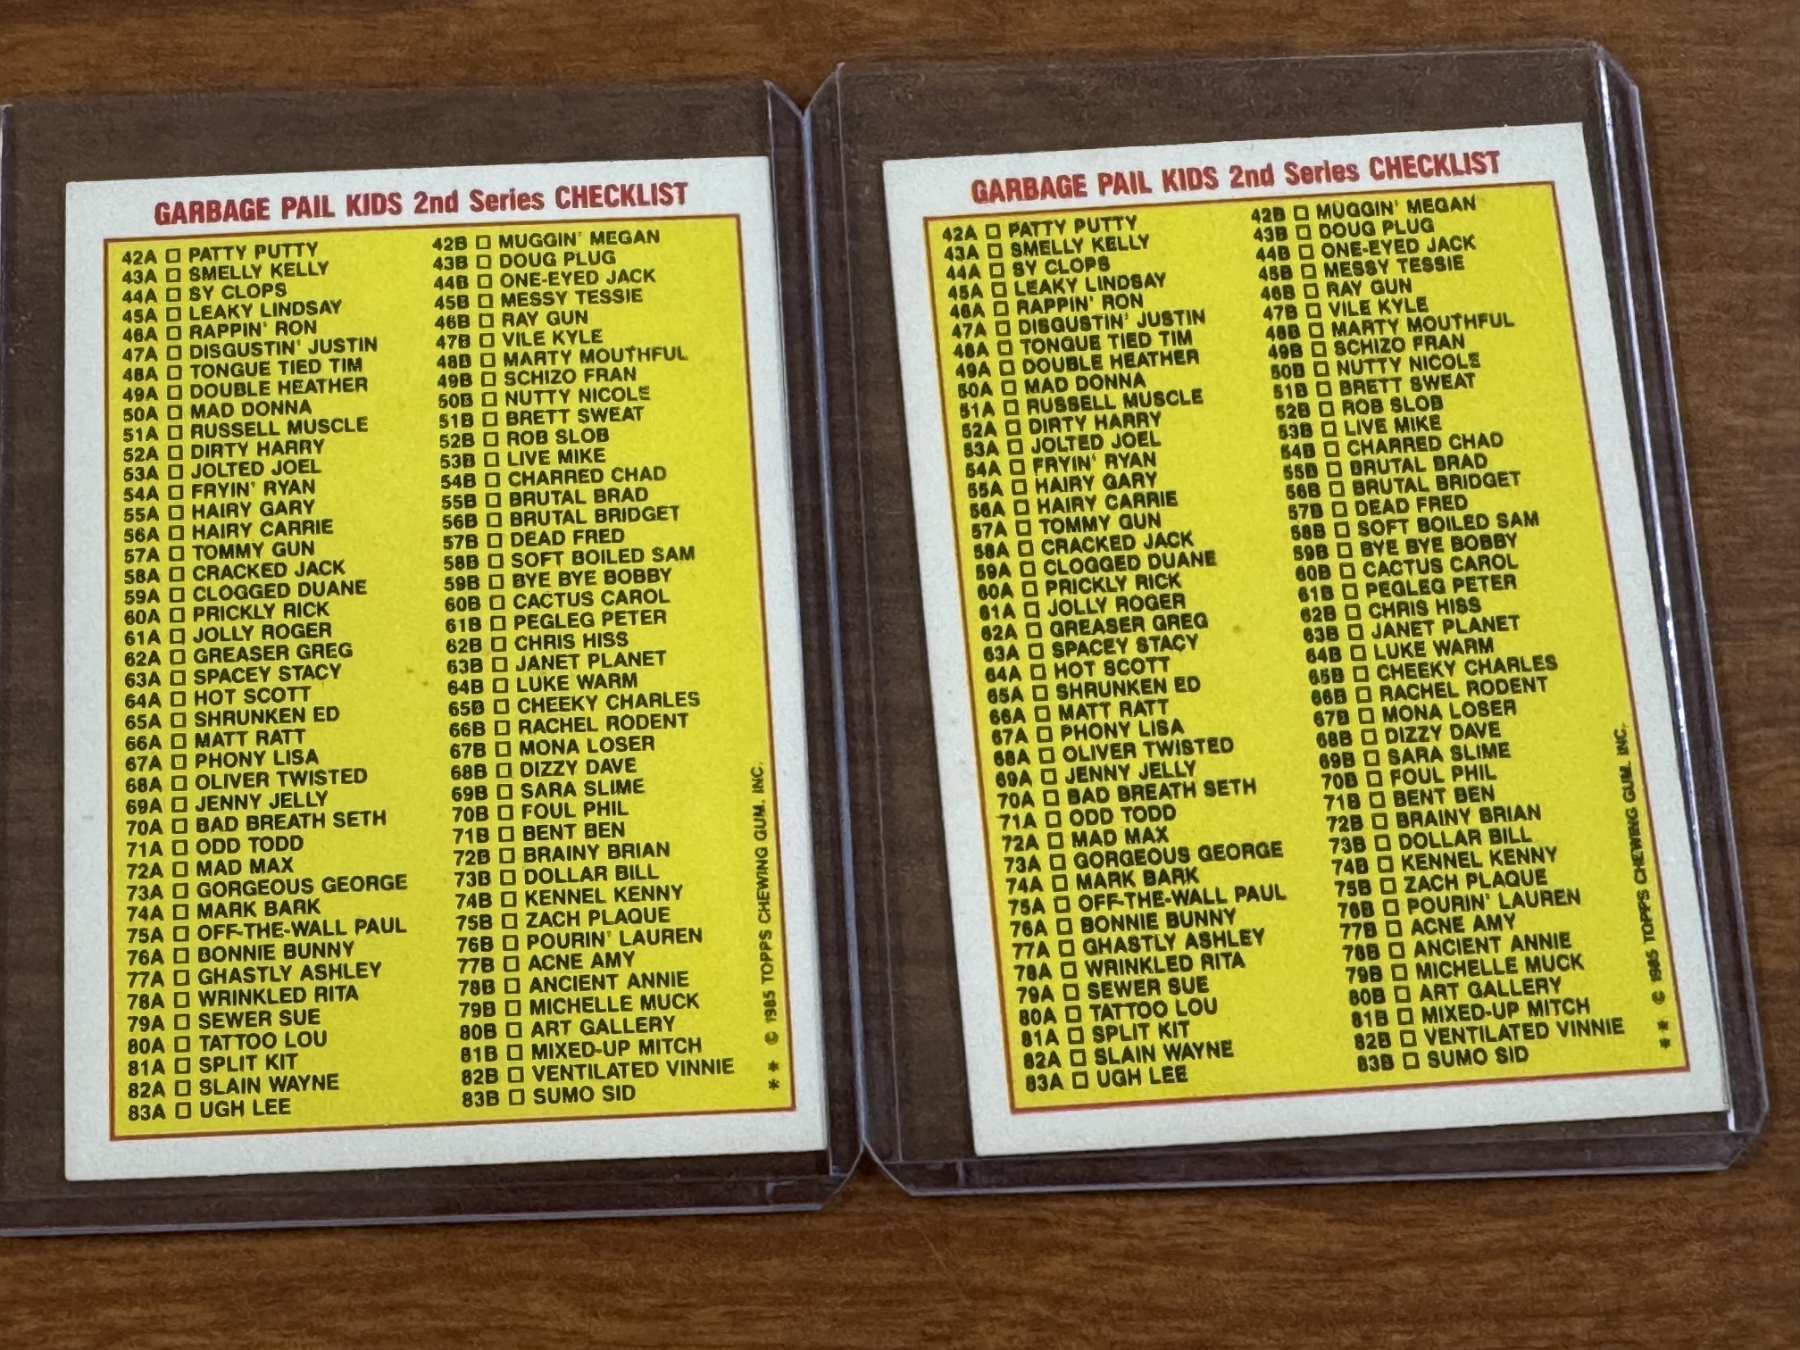 GARBAGE PAIL KIDS 2nd Series CHECKLIST
42A PATTY PUTTY
43A SMELLY KELLY
44A SY CLOPS
45A LEAKY LINDSAY
46A RAPPIN' RON
47A DISGUSTIN' JUSTIN
48A TONGUE TIED TIM
49A DOUBLE HEATHER
50A MAD DONNA
51A RUSSELL MUSCLE
52A DIRTY HARRY
53A JOLTED JOEL
54A FRYIN' RYAN
55A HAIRY GARY
56A HAIRY CARRIE
57A TOMMY GUN
58A CRACKED JACK
59A CLOGGED DUANE
60A PRICKLY RICK
61A JOLLY ROGER
62A GREASER GREG
63A SPACEY STACY
64A HOT SCOTT
65A SHRUNKEN ED
66A MATT RATT
67A PHONY LISA
68A OLIVER TWISTED
69A JENNY JELLY
70A BAD BREATH SETH
71A ODD TODD
72A MAD MAX
73A GORGEOUS GEORGE
74A MARK BARK
75A OFF-THE-WALL PAUL
76A BONNIE BUNNY
77A GHASTLY ASHLEY
78A WRINKLED RITA
79A SEWER SUE
80A TATTOO LOU
81A SPLIT KIT
82A SLAIN WAYNE
83A UGH LEE
42B MUGGIN' MEGAN
43B DOUG PLUG
44B ONE-EYED JACK
45B MESSY TESSIE
46B RAY GUN
47B VILE KYLE
48B MARTY MOUTHFUL
49B SCHIZO FRAN
50B NUTTY NICOLE
51B BRETT SWEAT
52B ROB SLOB
53B LIVE MIKE
54B CHARRED CHAD
55B BRUTAL BRAD
56B BRUTAL BRIDGET
57B DEAD FRED
58B SOFT BOILED SAM
59B BYE BYE BOBBY
60B CACTUS CAROL
61B PEGLEG PETER
62B CHRIS HISS
63B JANET PLANET
64B LUKE WARM
65B CHEEKY CHARLES
66B RACHEL RODENT
67B MONA LOSER
68B DIZZY DAVE
69B SARA SLIME
70B FOUL PHIL
71B BENT BEN
72B BRAINY BRIAN
73B DOLLAR BILL
74B KENNEL KENNY
75B ZACH PLAQUE
76B POURIN' LAUREN
77B ACNE AMY
78B ANCIENT ANNIE
79B MICHELLE MUCK
80B ART GALLERY
81B MIXED-UP MITCH
82B VENTILATED VINNIE
83B SUMO SID
** © 1985 TOPPS CHEWING GUM, INC.
GARBAGE PAIL KIDS 2nd Series CHECKLIST
42A PATTY PUTTY
43A SMELLY KELLY
44A SY CLOPS
45A LEAKY LINDSAY
46A RAPPIN' RON
47A DISGUSTIN' JUSTIN
48A TONGUE TIED TIM
49A DOUBLE HEATHER
50A MAD DONNA
51A RUSSELL MUSCLE
52A DIRTY HARRY
53A JOLTED JOEL
54A FRYIN' RYAN
55A HAIRY GARY
56A HAIRY CARRIE
57A TOMMY GUN
58A CRACKED JACK
59A CLOGGED DUANE
60A PRICKLY RICK
61A JOLLY ROGER
62A GREASER GREG
63A SPACEY STACY
64A HOT SCOTT
65A SHRUNKEN ED
66A MATT RATT
67A PHONY LISA
68A OLIVER TWISTED
69A JENNY JELLY
70A BAD BREATH SETH
71A ODD TODD
72A MAD MAX
73A GORGEOUS GEORGE
74A MARK BARK
75A OFF-THE-WALL PAUL
76A BONNIE BUNNY
77A GHASTLY ASHLEY
78A WRINKLED RITA
79A SEWER SUE
80A TATTOO LOU
81A SPLIT KIT
82A SLAIN WAYNE
83A UGH LEE
42B MUGGIN' MEGAN
43B DOUG PLUG
44B ONE-EYED JACK
45B MESSY TESSIE
46B RAY GUN
47B VILE KYLE
48B MARTY MOUTHFUL
49B SCHIZO FRAN
50B NUTTY NICOLE
51B BRETT SWEAT
52B ROB SLOB
53B LIVE MIKE
54B CHARRED CHAD
55B BRUTAL BRAD
56B BRUTAL BRIDGET
57B DEAD FRED
58B SOFT BOILED SAM
59B BYE BYE BOBBY
60B CACTUS CAROL
61B PEGLEG PETER
62B CHRIS HISS
63B JANET PLANET
64B LUKE WARM
65B CHEEKY CHARLES
66B RACHEL RODENT
67B MONA LOSER
68B DIZZY DAVE
69B SARA SLIME
70B FOUL PHIL
71B BENT BEN
72B BRAINY BRIAN
73B DOLLAR BILL
74B KENNEL KENNY
75B ZACH PLAQUE
76B POURIN' LAUREN
77B ACNE AMY
78B ANCIENT ANNIE
79B MICHELLE MUCK
80B ART GALLERY
81B MIXED-UP MITCH
82B VENTILATED VINNIE
83B SUMO SID
** © 1985 TOPPS CHEWING GUM, INC.